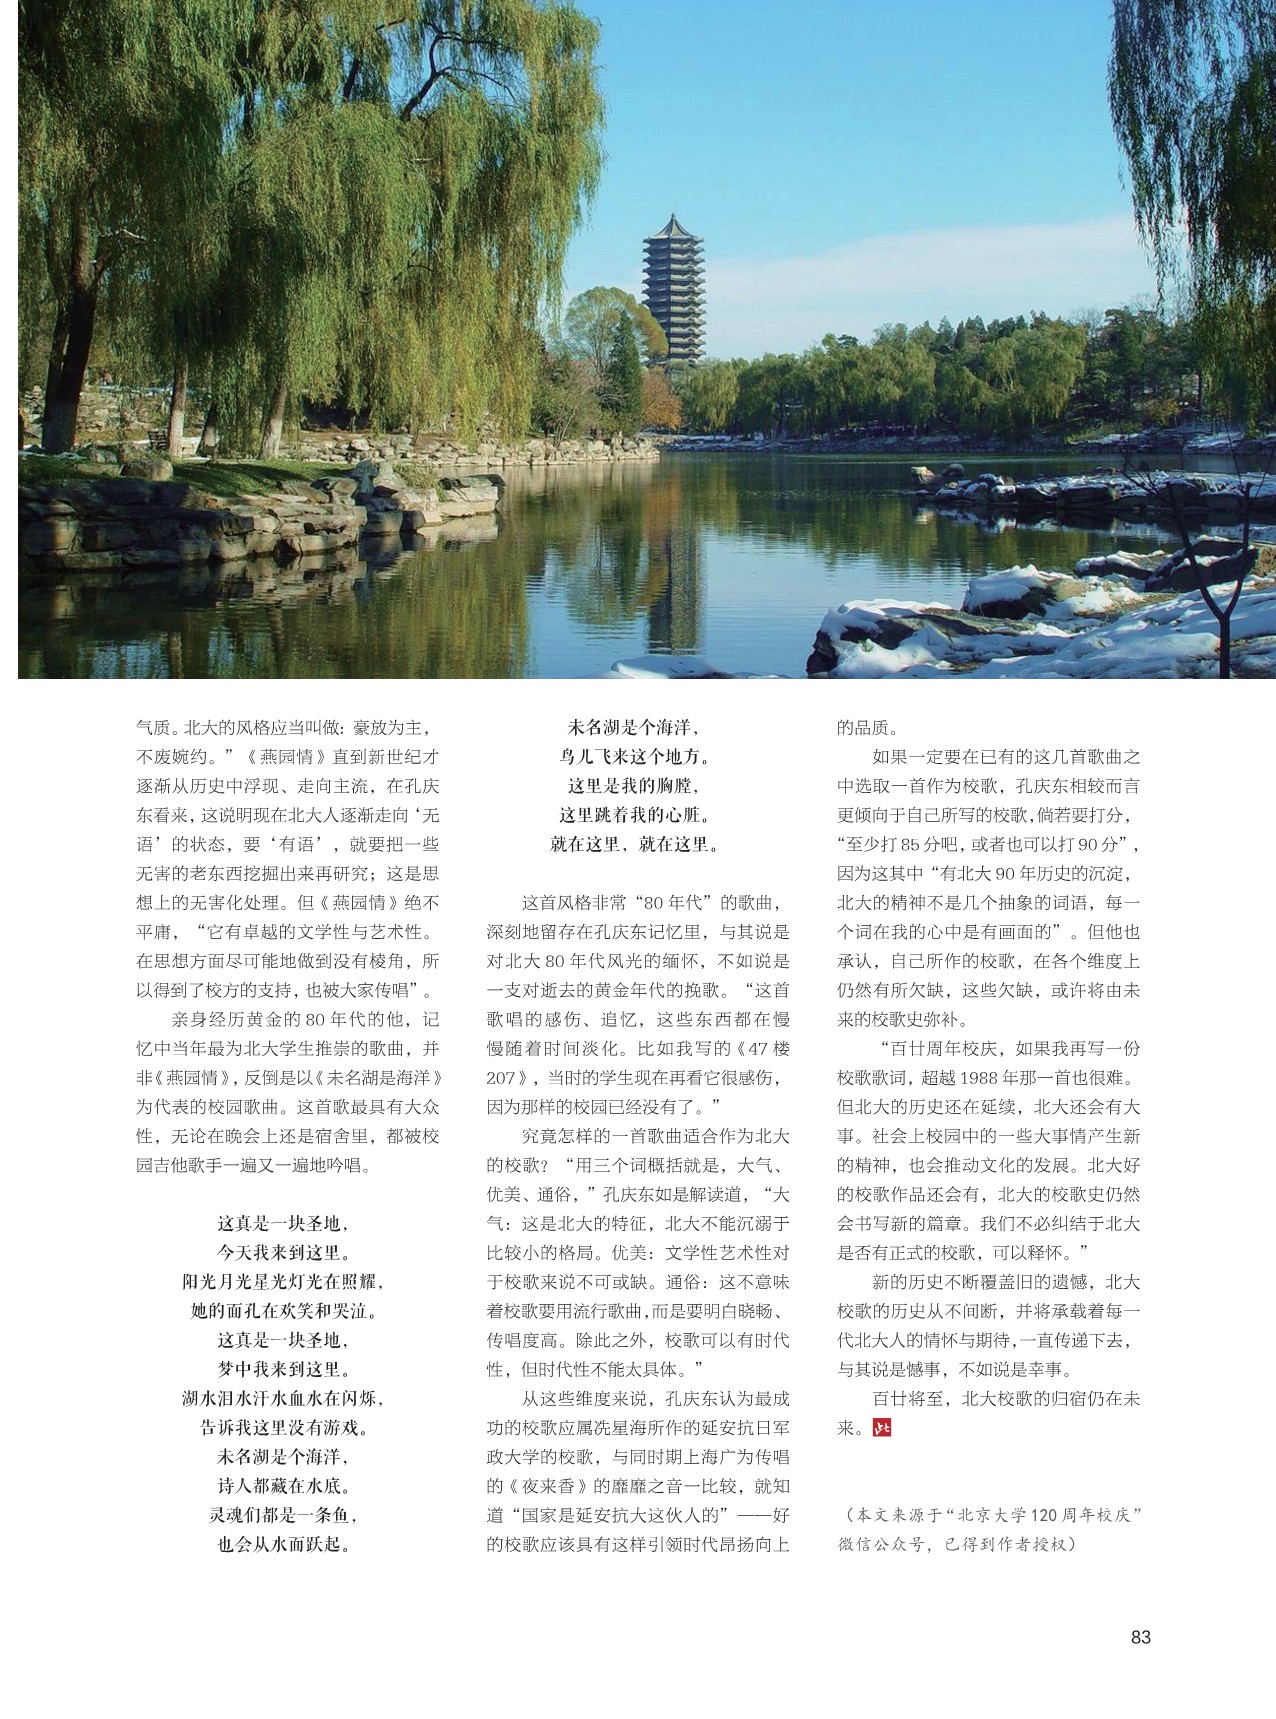 气质。北大的风格应当叫做：豪放为主，
不废婉约。”《燕园情》直到新世纪才
逐渐从历史中浮现、走向主流，在孔庆
东看来，这说明现在北大人逐渐走向‘无
语’的状态，要‘有语’，就要把一些
无害的老东西挖掘出来再研究；这是思
想上的无害化处理。但《燕园情》绝不
平庸，“它有卓越的文学性与艺术性。
在思想方面尽可能地做到没有棱角，所
以得到了校方的支持，也被大家传唱”。
亲身经历黄金的 80 年代的他，记
忆中当年最为北大学生推崇的歌曲，并
非《燕园情》，反倒是以《未名湖是海洋》
为代表的校园歌曲。这首歌最具有大众
性，无论在晚会上还是宿舍里，都被校
园吉他歌手一遍又一遍地吟唱。
这真是一块圣地，
今天我来到这里。
阳光月光星光灯光在照耀，
她的面孔在欢笑和哭泣。
这真是一块圣地，
梦中我来到这里。
湖水泪水汗水血水在闪烁，
告诉我这里没有游戏。
未名湖是个海洋，
诗人都藏在水底。
灵魂们都是一条鱼，
也会从水而跃起。
未名湖是个海洋，
鸟儿飞来这个地方。
这里是我的胸膛，
这里跳着我的心脏。
就在这里，就在这里。
这首风格非常“80 年代”的歌曲，
深刻地留存在孔庆东记忆里，与其说是
对北大 80 年代风光的缅怀，不如说是
一支对逝去的黄金年代的挽歌。“这首
歌唱的感伤、追忆，这些东西都在慢
慢随着时间淡化。比如我写的《47 楼
207》，当时的学生现在再看它很感伤，
因为那样的校园已经没有了。”
究竟怎样的一首歌曲适合作为北大
的校歌？“用三个词概括就是，大气、
优美、通俗，”孔庆东如是解读道，“大
气：这是北大的特征，北大不能沉溺于
比较小的格局。优美：文学性艺术性对
于校歌来说不可或缺。通俗：这不意味
着校歌要用流行歌曲，而是要明白晓畅、
传唱度高。除此之外，校歌可以有时代
性，但时代性不能太具体。”
从这些维度来说，孔庆东认为最成
功的校歌应属冼星海所作的延安抗日军
政大学的校歌，与同时期上海广为传唱
的《夜来香》的靡靡之音一比较，就知
道“国家是延安抗大这伙人的”——好
的校歌应该具有这样引领时代昂扬向上
的品质。
如果一定要在已有的这几首歌曲之
中选取一首作为校歌，孔庆东相较而言
更倾向于自己所写的校歌，倘若要打分，
“至少打 85 分吧，或者也可以打 90 分”，
因为这其中“有北大 90 年历史的沉淀，
北大的精神不是几个抽象的词语，每一
个词在我的心中是有画面的”。但他也
承认，自己所作的校歌，在各个维度上
仍然有所欠缺，这些欠缺，或许将由未
来的校歌史弥补。
“百廿周年校庆，如果我再写一份
校歌歌词，超越 1988 年那一首也很难。
但北大的历史还在延续，北大还会有大
事。社会上校园中的一些大事情产生新
的精神，也会推动文化的发展。北大好
的校歌作品还会有，北大的校歌史仍然
会书写新的篇章。我们不必纠结于北大
是否有正式的校歌，可以释怀。”
新的历史不断覆盖旧的遗憾，北大
校歌的历史从不间断，并将承载着每一
代北大人的情怀与期待，一直传递下去，
与其说是憾事，不如说是幸事。
百廿将至，北大校歌的归宿仍在未
来。
（本文来源于“北京大学 120 周年校庆”
微信公众号，已得到作者授权）
83